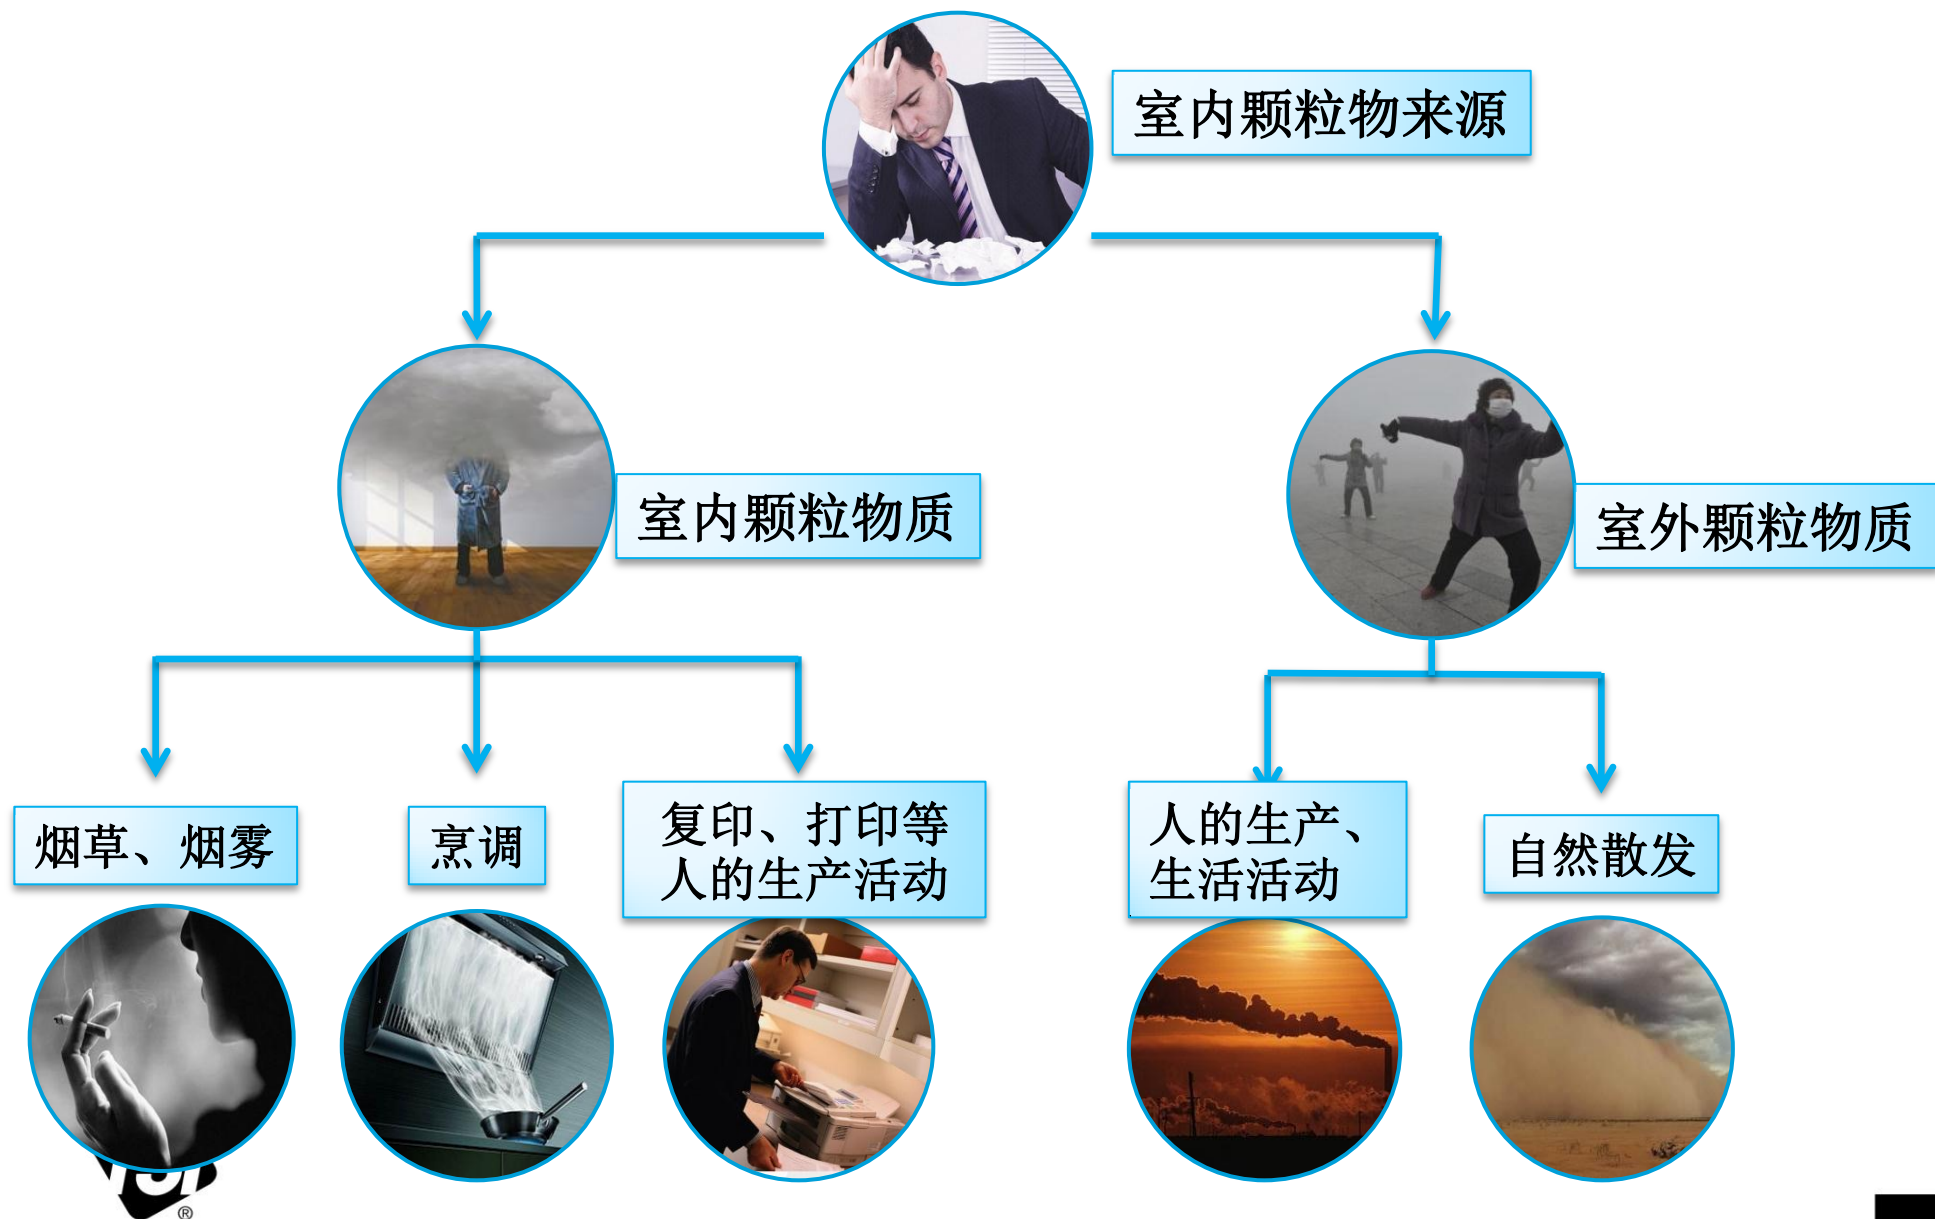 室内颗粒物来源
室内颗粒物质
室外颗粒物质
烟草、烟雾
烹调
复印、打印等
人的生产活动
人的生产、
生活活动
自然散发
®